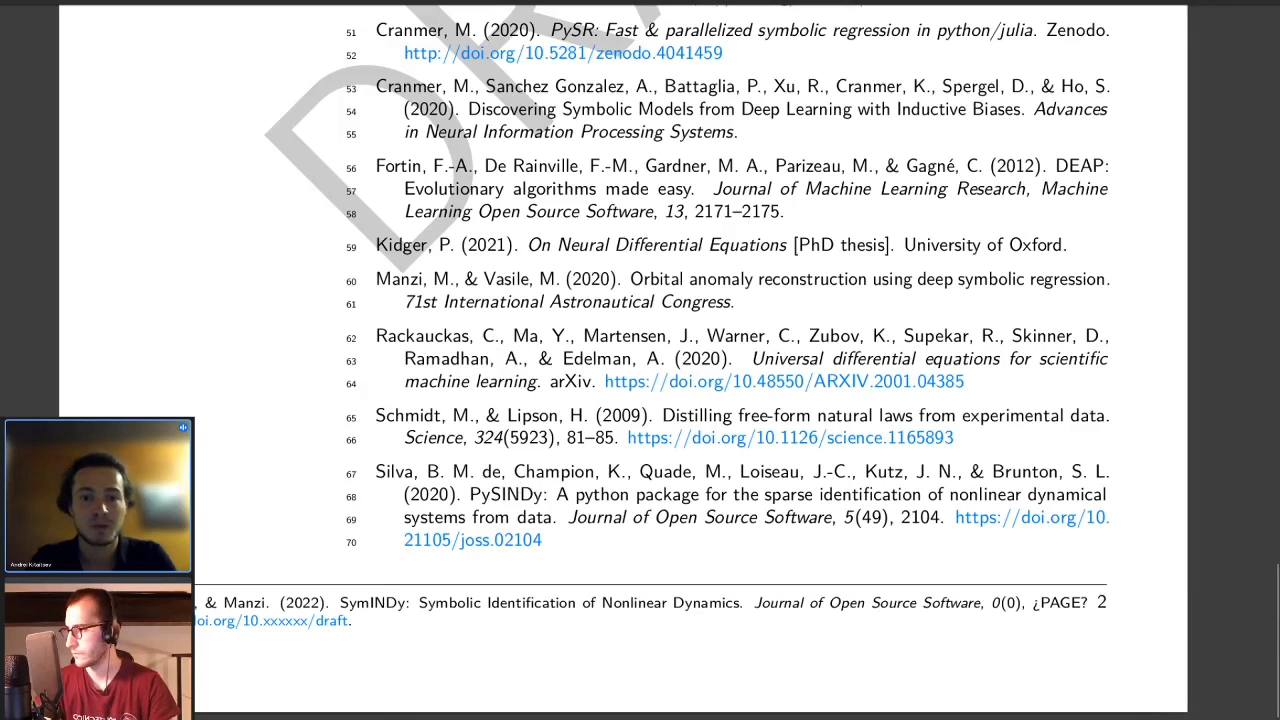 51 Cranmer, M. (2020). PySR: Fast & parallelized symbolic regression in python/julia. Zenodo.
52 http://doi.org/10.5281/zenodo.4041459
53 Cranmer, M., Sanchez Gonzalez, A., Battaglia, P., Xu, R., Cranmer, K., Spergel, D., & Ho, S.
54 (2020). Discovering Symbolic Models from Deep Learning with Inductive Biases. Advances
55 in Neural Information Processing Systems.
56 Fortin, F.-A., De Rainville, F.-M., Gardner, M. A., Parizeau, M., & Gagné, C. (2012). DEAP:
57 Evolutionary algorithms made easy. Journal of Machine Learning Research, Machine
58 Learning Open Source Software, 13, 2171–2175.
59 Kidger, P. (2021). On Neural Differential Equations [PhD thesis]. University of Oxford.
60 Manzi, M., & Vasile, M. (2020). Orbital anomaly reconstruction using deep symbolic regression.
61 71st International Astronautical Congress.
62 Rackauckas, C., Ma, Y., Martensen, J., Warner, C., Zubov, K., Supekar, R., Skinner, D.,
63 Ramadhan, A., & Edelman, A. (2020). Universal differential equations for scientific
64 machine learning. arXiv. https://doi.org/10.48550/ARXIV.2001.04385
65 Schmidt, M., & Lipson, H. (2009). Distilling free-form natural laws from experimental data.
66 Science, 324(5923), 81–85. https://doi.org/10.1126/science.1165893
67 Silva, B. M. de, Champion, K., Quade, M., Loiseau, J.-C., Kutz, J. N., & Brunton, S. L.
68 (2020). PySINDy: A python package for the sparse identification of nonlinear dynamical
69 systems from data. Journal of Open Source Software, 5(49), 2104. https://doi.org/10.
70 21105/joss.02104
, & Manzi. (2022). SymINDy: Symbolic Identification of Nonlinear Dynamics. Journal of Open Source Software, 0(0), ¿PAGE? 2
oi.org/10.xxxxxx/draft.
Andrei Kitaitsev